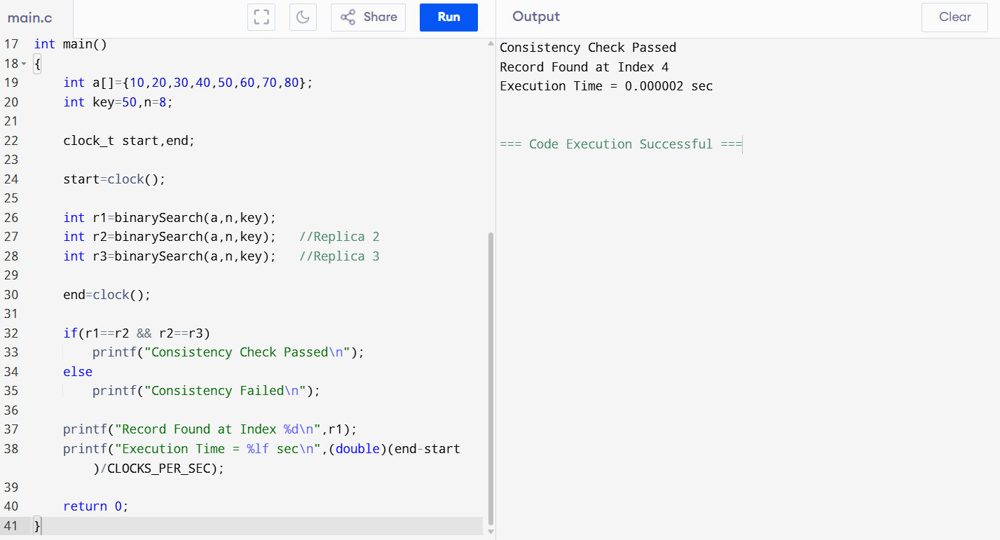 main.c
Share
Run
Output
Clear
17 int main()
18 {
19     int a[]={10,20,30,40,50,60,70,80};
20     int key=50,n=8;
21
22     clock_t start,end;
23
24     start=clock();
25
26     int r1=binarySearch(a,n,key);
27     int r2=binarySearch(a,n,key);   //Replica 2
28     int r3=binarySearch(a,n,key);   //Replica 3
29
30     end=clock();
31
32     if(r1==r2 && r2==r3)
33         printf("Consistency Check Passed\n");
34     else
35         printf("Consistency Failed\n");
36
37     printf("Record Found at Index %d\n",r1);
38     printf("Execution Time = %lf sec\n",(double)(end-start
)/CLOCKS_PER_SEC);
39
40     return 0;
41 }
Consistency Check Passed
Record Found at Index 4
Execution Time = 0.000002 sec
=== Code Execution Successful ===